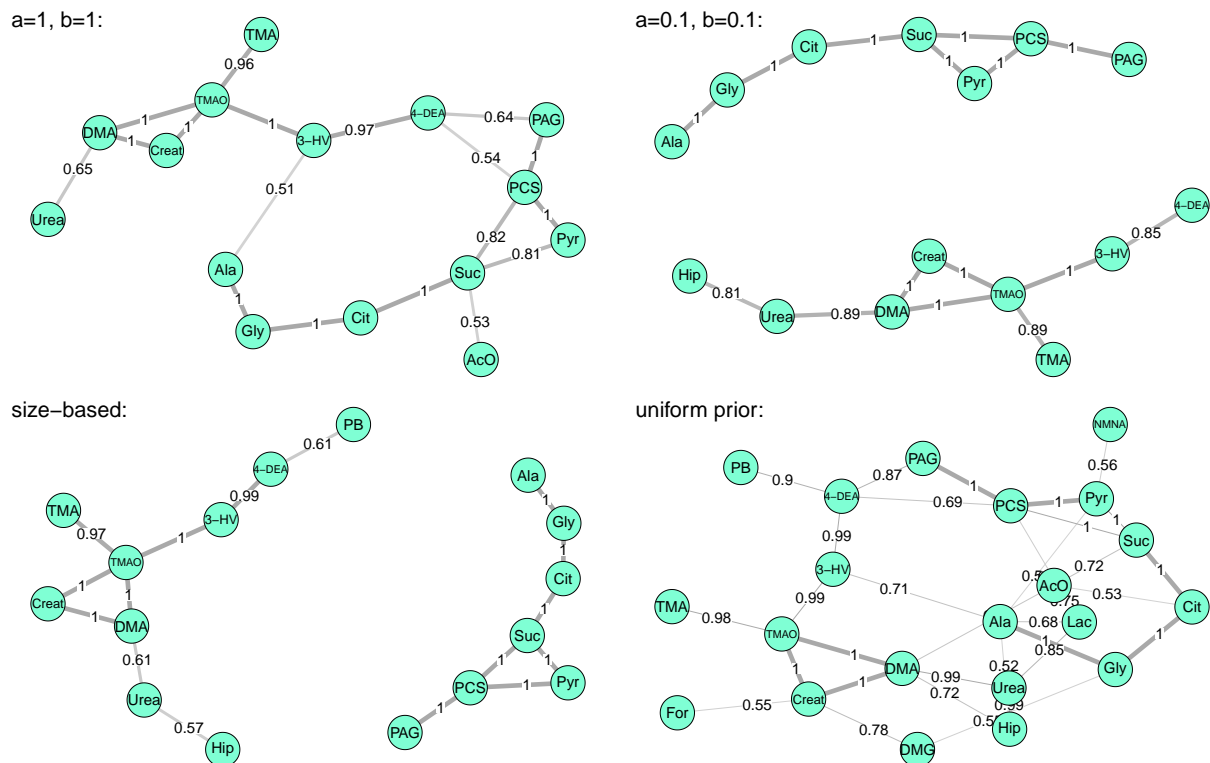 a=1, b=1:
TMA
0.96
TMAO
DMA
1
1
1
Creat
0.65
Urea
1
3−HV
0.97
4−DEA
0.64
PAG
0.54
1
PCS
0.51
1
Pyr
0.82
0.81
Ala
Suc
1
Gly
1
Cit
1
0.53
AcO
a=0.1, b=0.1:
Suc
1
PCS
Cit
1
1
PAG
1
1
Pyr
1
Gly
1
Ala
4−DEA
0.85
3−HV
1
Creat
1
Hip
0.81
1
TMAO
Urea
0.89
DMA
1
0.89
TMA
size−based:
PB
0.61
4−DEA
0.99
3−HV
TMA
0.97
1
TMAO
1
1
Creat
1
DMA
0.61
Urea
0.57
Hip
Ala
1
Gly
1
Cit
1
Suc
1
1
PCS
1
Pyr
1
PAG
uniform prior:
NMNA
PAG
PB
0.87
0.56
0.9
4−DEA
1
Pyr
0.69
PCS
1
1
1
Suc
0.99
3−HV
0.72
AcO
0.75
0.53
1
Cit
0.71
TMA
0.98
0.99
TMAO
Ala
0.68
Lac
1
1
0.85
1
DMA
0.99
0.52
Gly
1
Creat
1
0.72
Urea
0.99
For
0.55
0.78
DMG
Hip